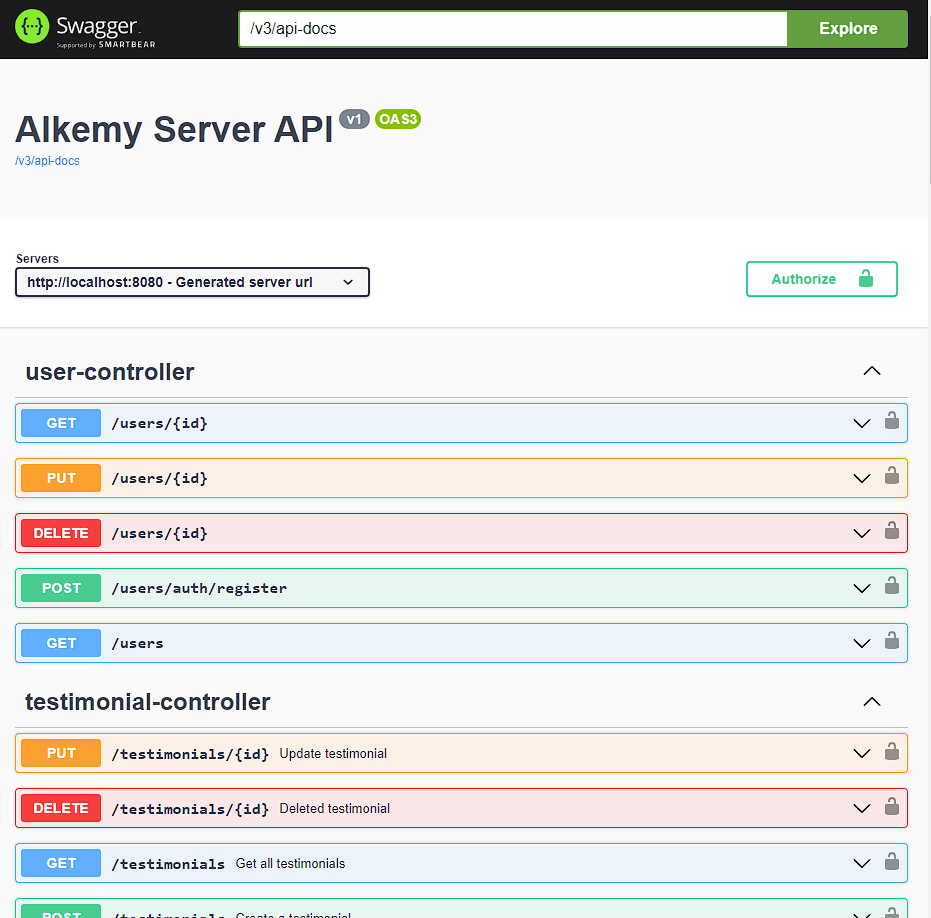 Swagger.
Supported by SMARTBEAR
/v3/api-docs
Explore
Alkemy Server API v1 OAS3
/v3/api-docs
Servers
http://localhost:8080 - Generated server url
Authorize
user-controller
GET /users/{id}
PUT /users/{id}
DELETE /users/{id}
POST /users/auth/register
GET /users
testimonial-controller
PUT /testimonials/{id} Update testimonial
DELETE /testimonials/{id} Deleted testimonial
GET /testimonials Get all testimonials
POST /testimonials Create a testimonial